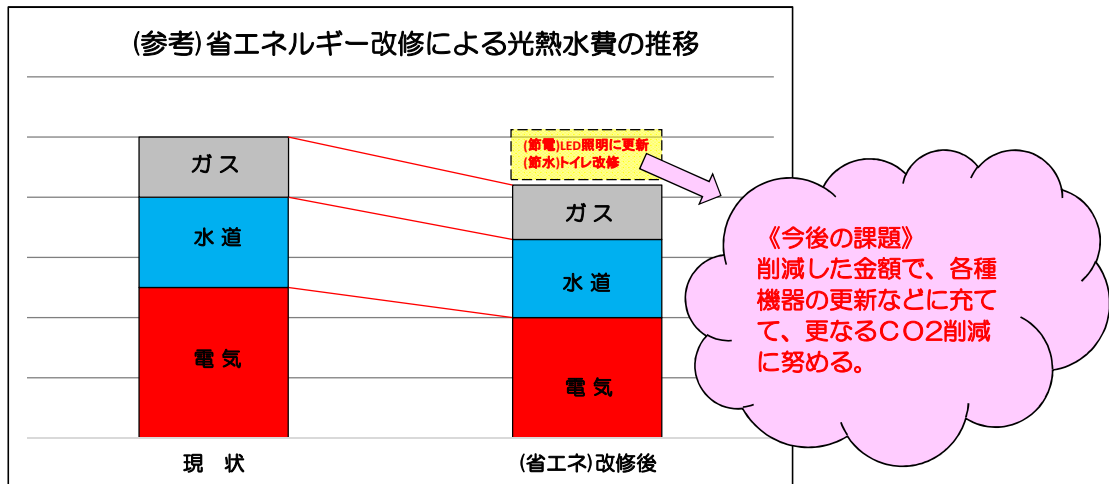 (参考)省エネルギー改修による光熱水費の推移
(節電)LED照明に更新
(節水)トイレ改修
ガス
ガス
水道
水道
電気
電気
現 状
(省エネ)改修後
《今後の課題》
削減した金額で、各種
機器の更新などに充て
て、更なるCO2削減
に努める。